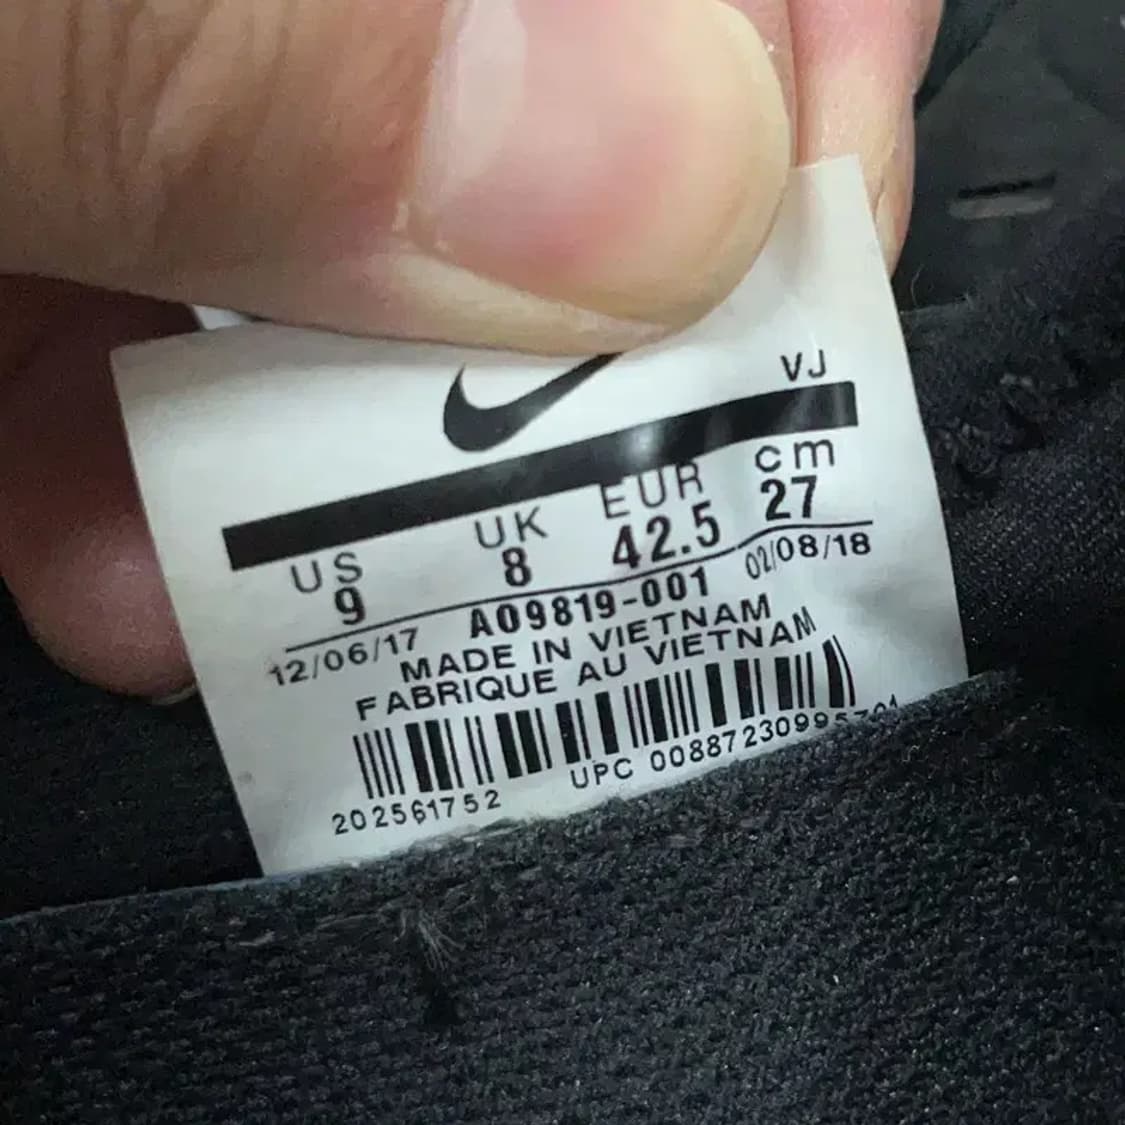 VJ
US UK EUR cm
9 8 42.5 27
12/06/17 AO9819-001 02/08/18
MADE IN VIETNAM
FABRIQUE AU VIETNAM
202561752 UPC 00887230995701